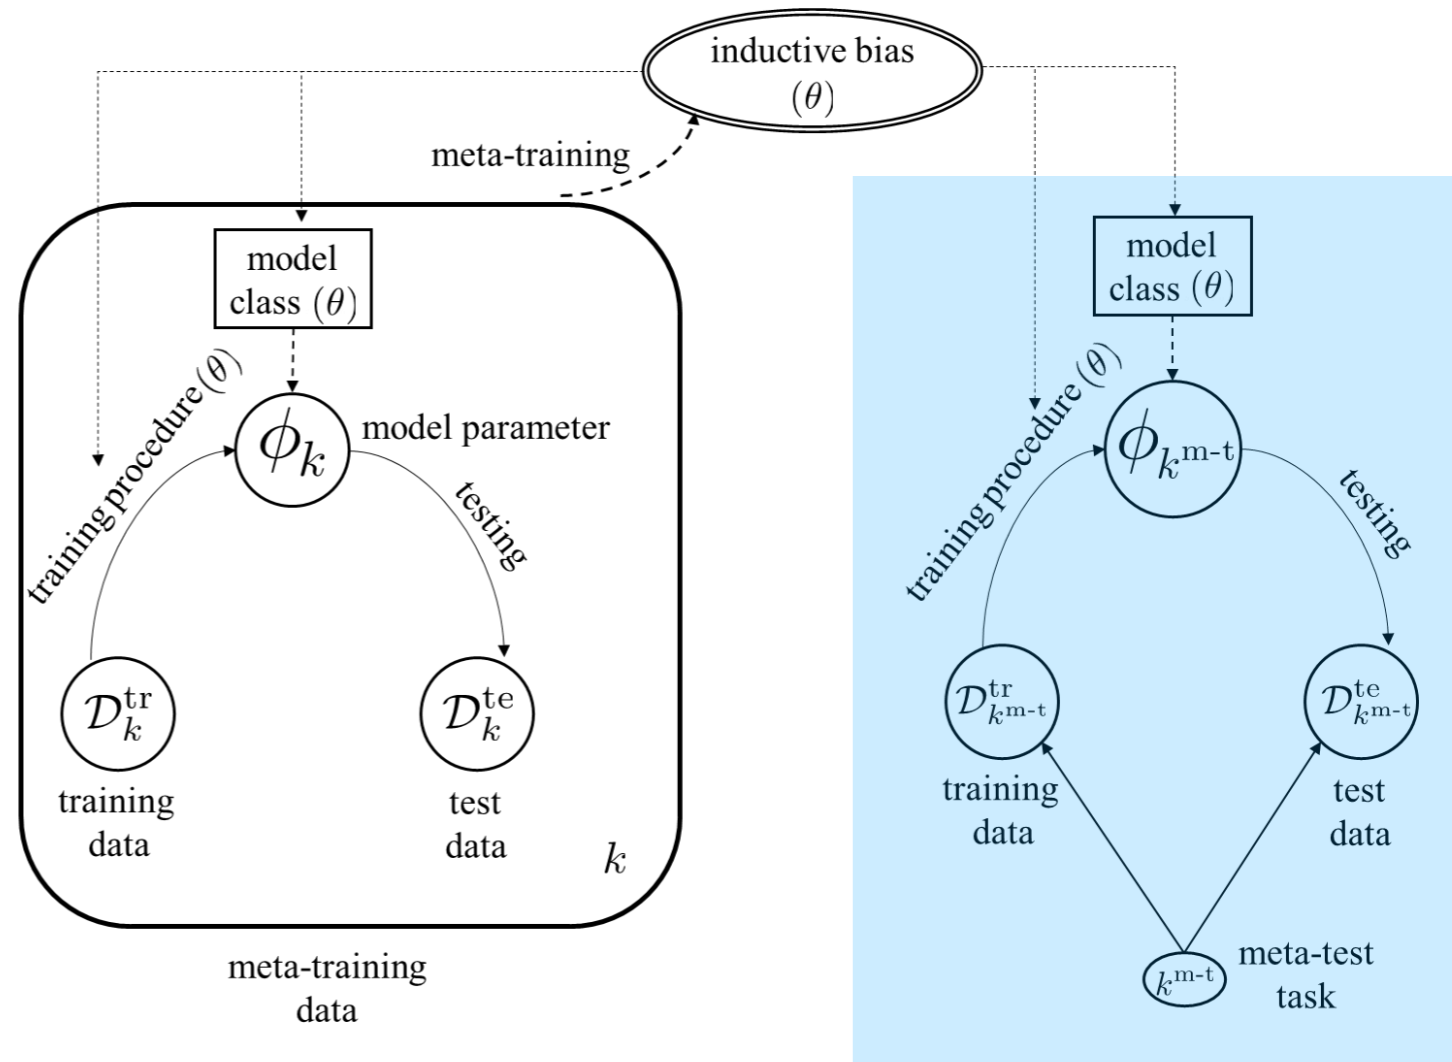 inductive bias
(θ)
meta-training
model
class (θ)
training procedure(θ)
ϕ_k
model parameter
testing
𝒟_k^tr
training
data
𝒟_k^te
test
data
k
meta-training
data
model
class (θ)
training procedure (θ)
ϕ_{k^m-t}
testing
𝒟_{k^m-t}^tr
training
data
𝒟_{k^m-t}^te
test
data
k^m-t
meta-test
task